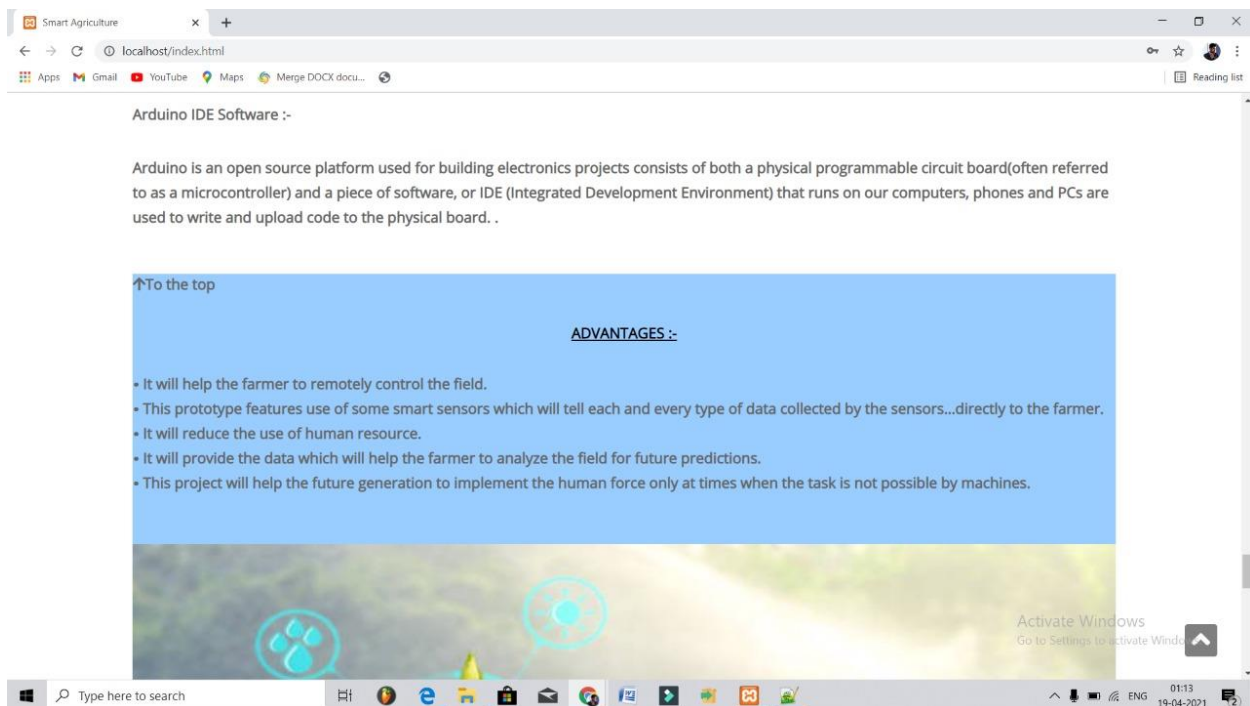 Smart Agriculture
localhost/index.html
Apps
Gmail
YouTube
Maps
Merge DOCX docu...
Reading list
Arduino IDE Software :-
Arduino is an open source platform used for building electronics projects consists of both a physical programmable circuit board(often referred
to as a microcontroller) and a piece of software, or IDE (Integrated Development Environment) that runs on our computers, phones and PCs are
used to write and upload code to the physical board. .
↑To the top
ADVANTAGES :-
• It will help the farmer to remotely control the field.
• This prototype features use of some smart sensors which will tell each and every type of data collected by the sensors...directly to the farmer.
• It will reduce the use of human resource.
• It will provide the data which will help the farmer to analyze the field for future predictions.
• This project will help the future generation to implement the human force only at times when the task is not possible by machines.
Activate Windows
Go to Settings to activate Windo
Type here to search
ENG
01:13
19-04-2021
2